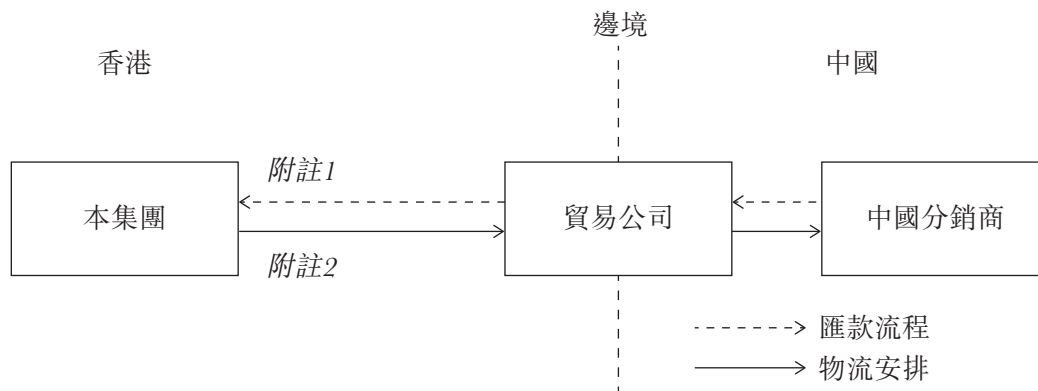 邊境
香港
中國
附註1
本集團
貿易公司
中國分銷商
附註2
匯款流程
物流安排